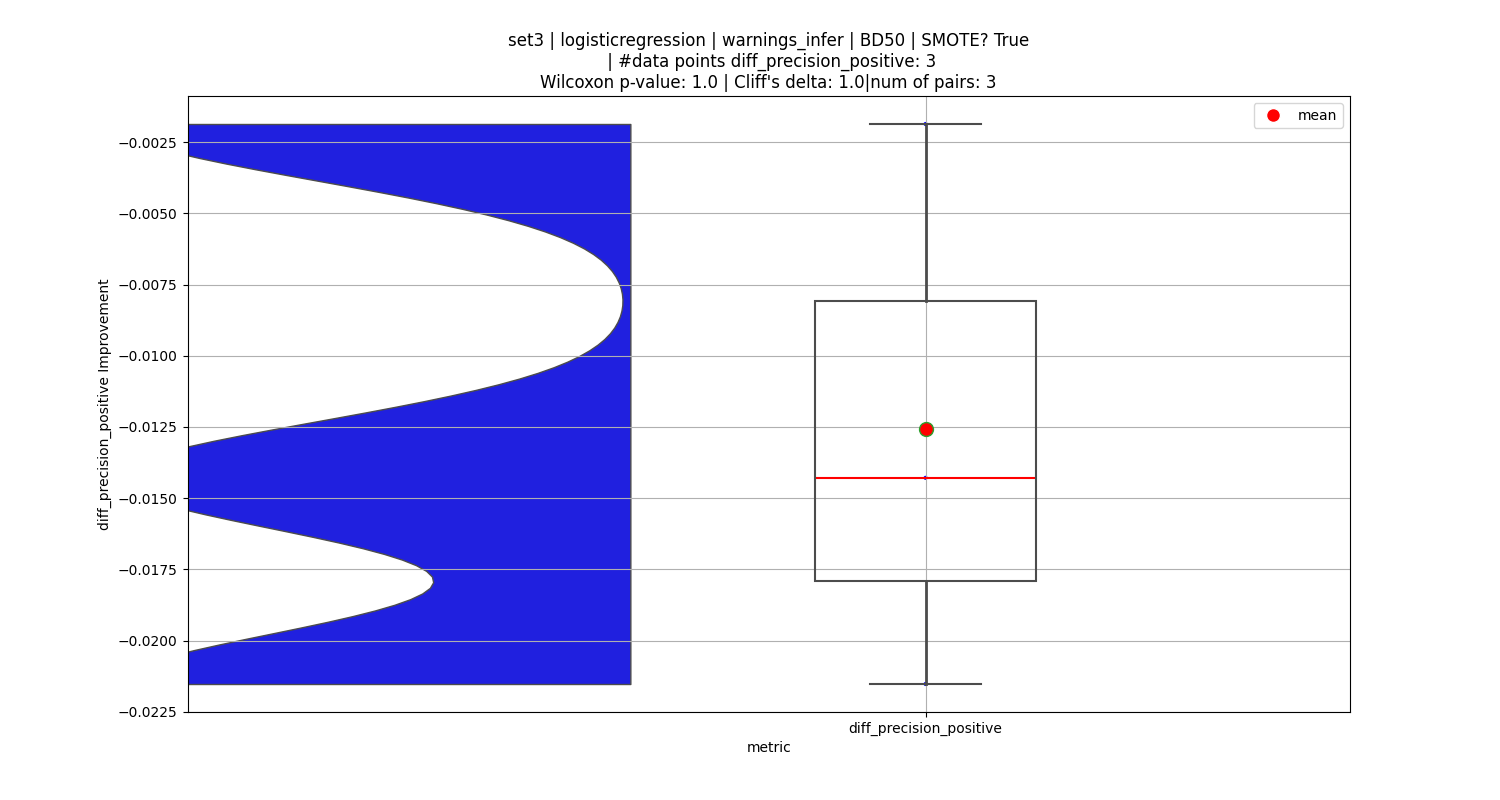 set3 | logisticregression | warnings_infer | BD50 | SMOTE? True
| #data points diff_precision_positive: 3
Wilcoxon p-value: 1.0 | Cliff's delta: 1.0|num of pairs: 3
mean
−0.0025
−0.0050
−0.0075
−0.0100
−0.0125
−0.0150
−0.0175
−0.0200
−0.0225
diff_precision_positive Improvement
diff_precision_positive
metric